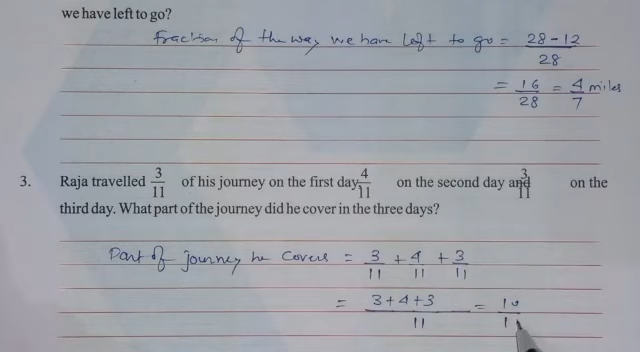 we have left to go?
Fraction of the way we have left to go = 28-12/28
= 16/28 = 4/7 miles
3. Raja travelled 3/11 of his journey on the first day, 4/11 on the second day and 3/11 on the
third day. What part of the journey did he cover in the three days?
Part of journey he covers = 3/11 + 4/11 + 3/11
= 3+4+3/11 = 10/11